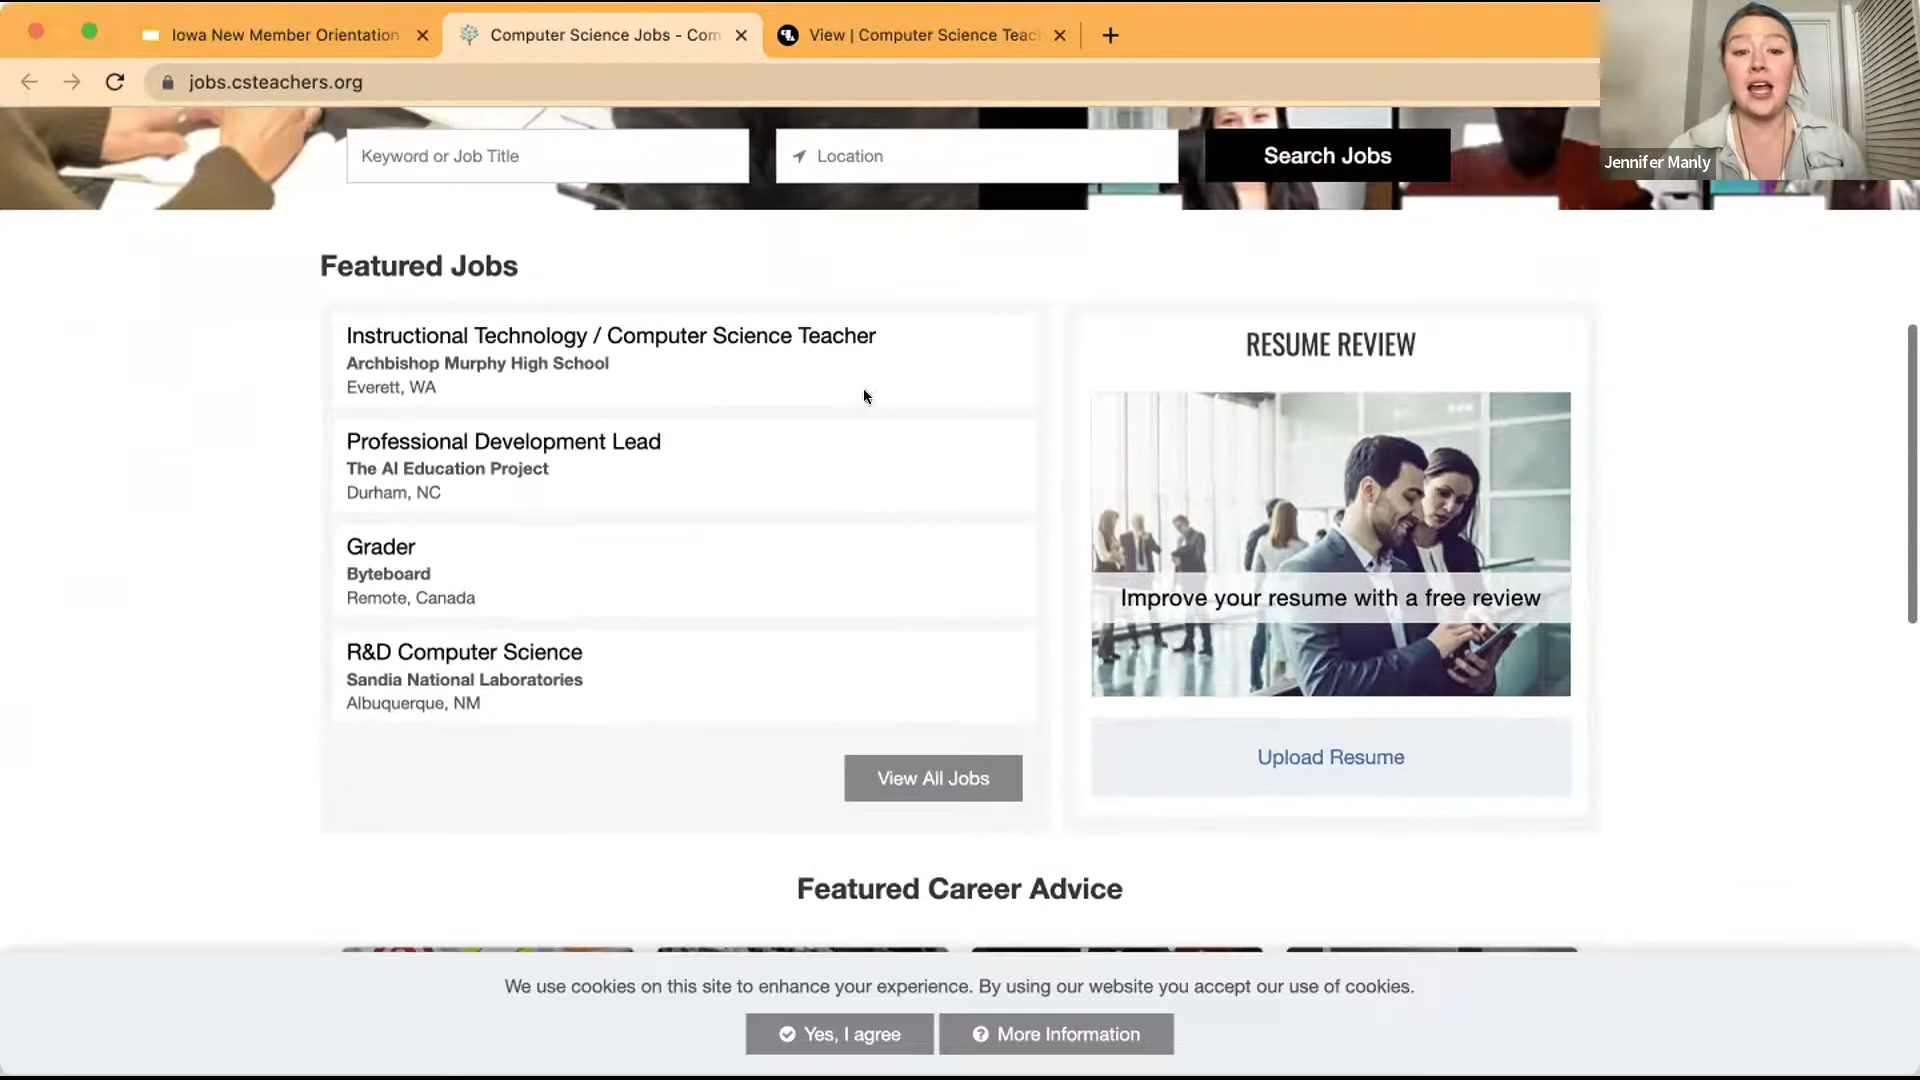 Iowa New Member Orientation
Computer Science Jobs - Com
View | Computer Science Teach
jobs.csteachers.org
Jennifer Manly
Keyword or Job Title
Location
Search Jobs
Featured Jobs
Instructional Technology / Computer Science Teacher
Archbishop Murphy High School
Everett, WA
Professional Development Lead
The AI Education Project
Durham, NC
Grader
Byteboard
Remote, Canada
R&D Computer Science
Sandia National Laboratories
Albuquerque, NM
View All Jobs
RESUME REVIEW
Improve your resume with a free review
Upload Resume
Featured Career Advice
We use cookies on this site to enhance your experience. By using our website you accept our use of cookies.
Yes, I agree
More Information